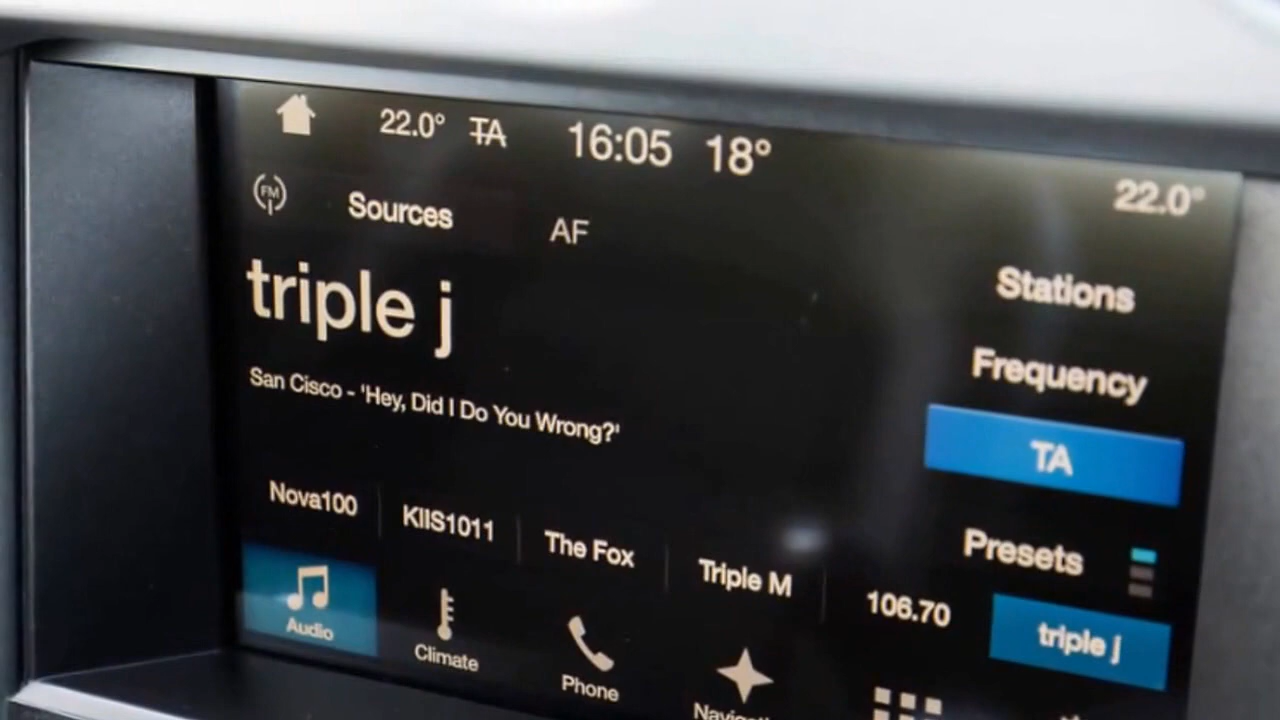 22.0° TA 16:05 18° 22.0°
FM Sources AF
Stations
triple j
Frequency
San Cisco - 'Hey, Did I Do You Wrong?'
TA
Presets
Nova100 KIIS1011 The Fox Triple M 106.70 triple j
Audio Climate Phone